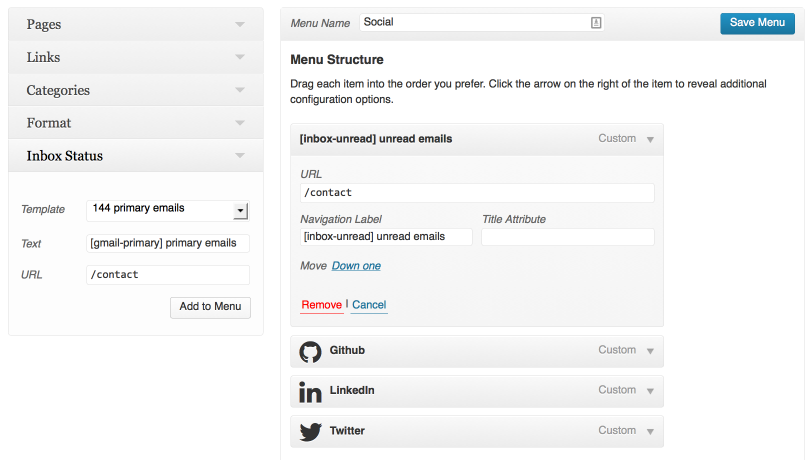 Pages
Links
Categories
Format
Inbox Status
Template
144 primary emails
Text
[gmail-primary] primary emails
URL
/contact
Add to Menu
Menu Name
Social
Save Menu
Menu Structure
Drag each item into the order you prefer. Click the arrow on the right of the item to reveal additional
configuration options.
[inbox-unread] unread emails
Custom
URL
/contact
Navigation Label
Title Attribute
[inbox-unread] unread emails
Move Down one
Remove | Cancel
Github
Custom
LinkedIn
Custom
Twitter
Custom